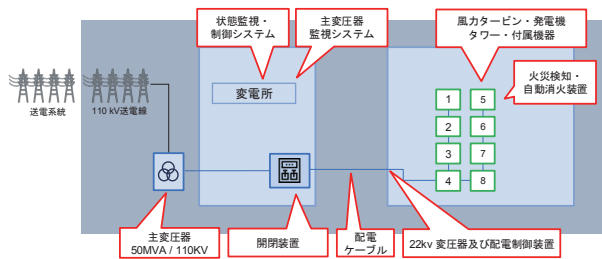 状態監視・
制御システム
主変圧器
監視システム
風力タービン・発電機
タワー・付属機器
火災検知・
自動消火装置
変電所
送電系統
110 kV送電線
1
5
2
6
3
7
4
8
主変圧器
50MVA / 110KV
開閉装置
配電
ケーブル
22kv 変圧器及び配電制御装置